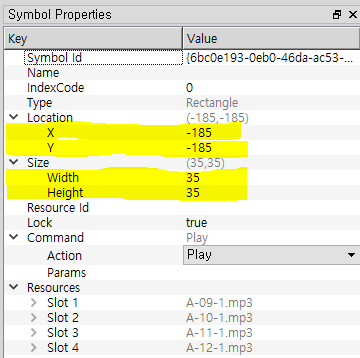 Symbol Properties
Key Value
Symbol Id {6bc0e193-0eb0-46da-ac53-...
Name
IndexCode 0
Type Rectangle
Location (-185,-185)
X -185
Y -185
Size (35,35)
Width 35
Height 35
Resource Id
Lock true
Command Play
Action Play
Params
Resources
Slot 1 A-09-1.mp3
Slot 2 A-10-1.mp3
Slot 3 A-11-1.mp3
Slot 4 A-12-1.mp3